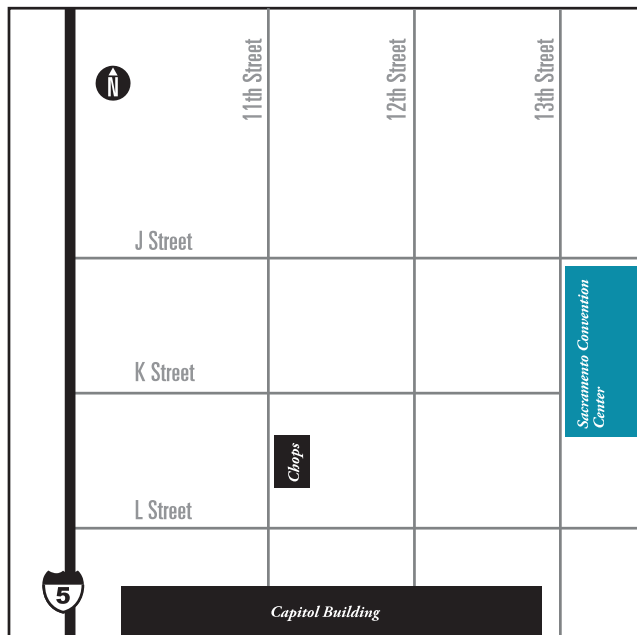 11th Street
12th Street
13th Street
N
J Street
Sacramento Convention
Center
K Street
Chops
L Street
5
Capitol Building